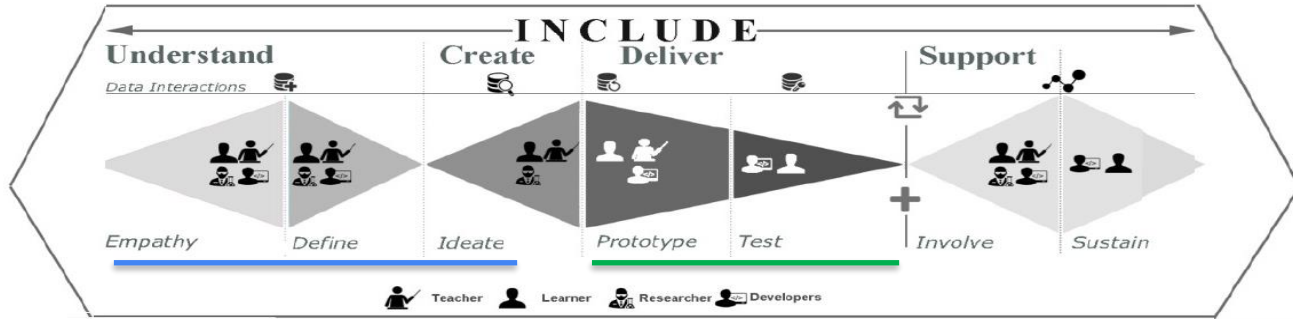 INCLUDE
Understand Create Deliver Support
Data Interactions
Empathy Define Ideate Prototype Test Involve Sustain
Teacher Learner Researcher Developers